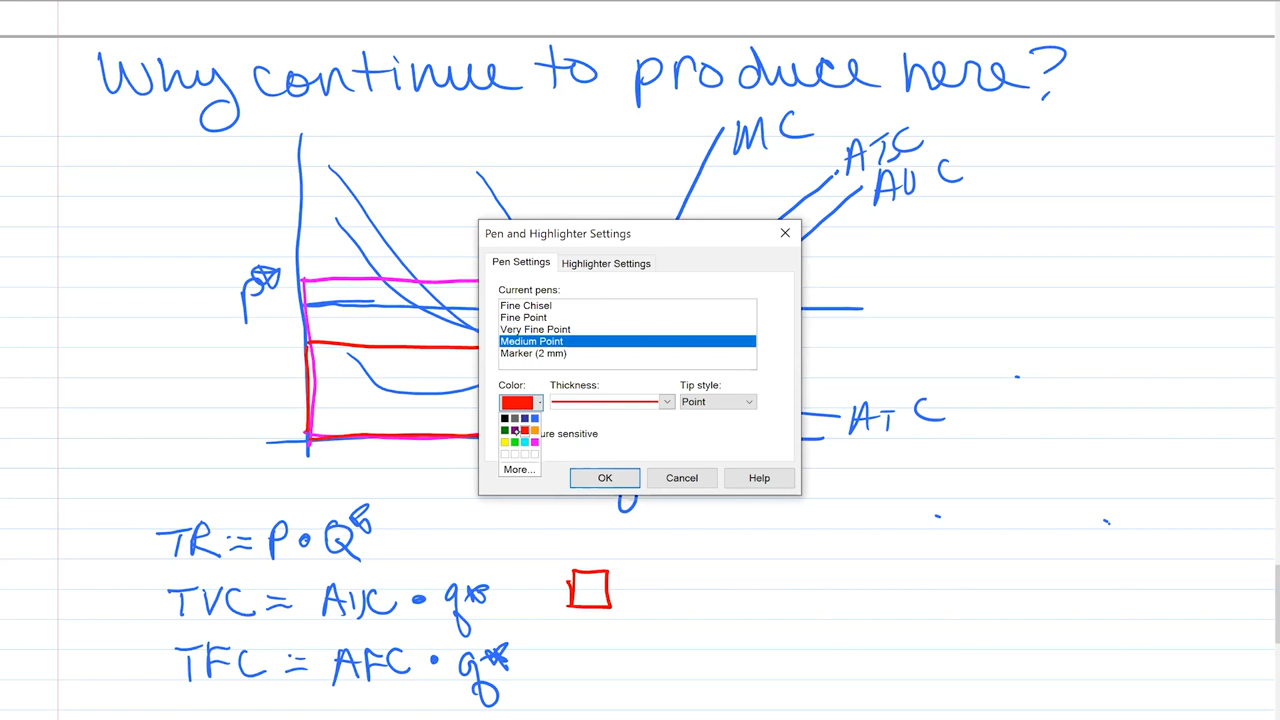 Why continue to produce here?
MC
ATC
AVC
P*
Pen and Highlighter Settings
Pen Settings
Highlighter Settings
Current pens:
Fine Chisel
Fine Point
Very Fine Point
Medium Point
Marker (2 mm)
Color:
Thickness:
Tip style:
Point
ure sensitive
More...
OK
Cancel
Help
ATC
TR = P • Q*
TVC = AVC • q*
TFC = AFC • q*